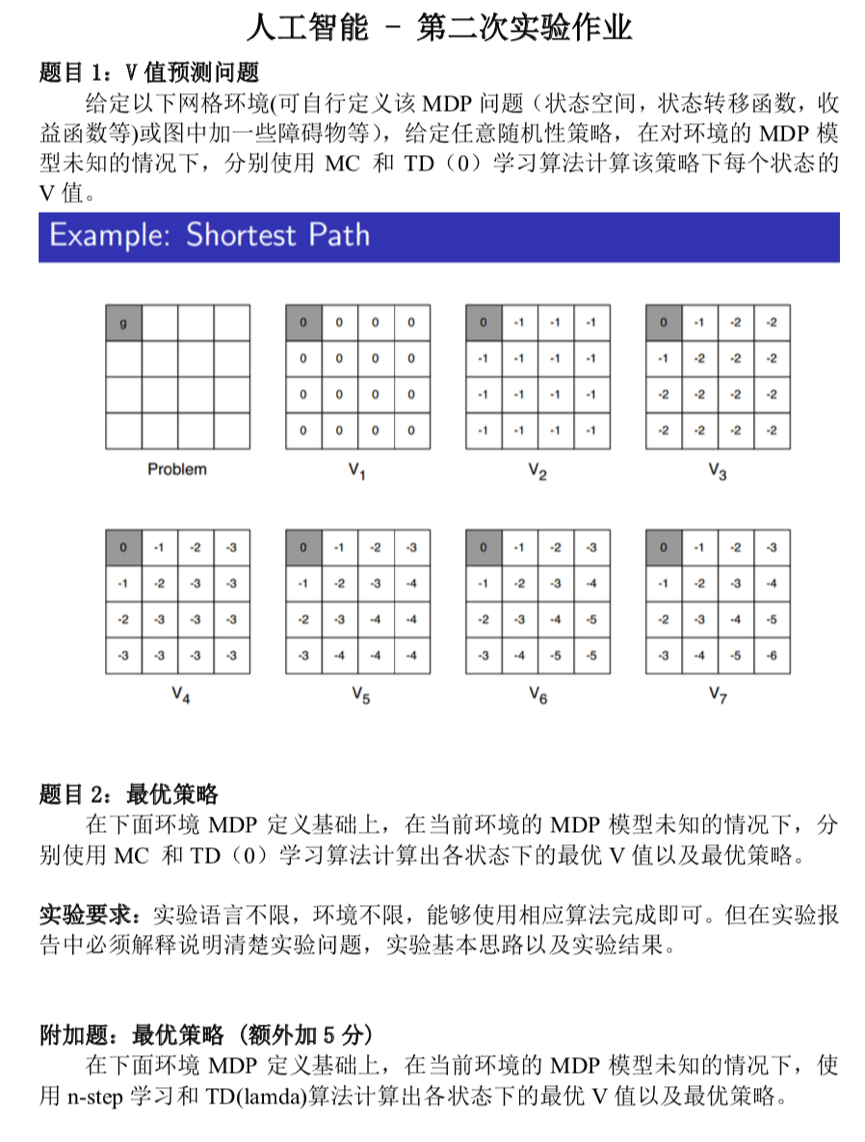 人工智能 - 第二次实验作业
题目 1：V 值预测问题
给定以下网格环境(可自行定义该 MDP 问题（状态空间，状态转移函数，收
益函数等)或图中加一些障碍物等)，给定任意随机性策略，在对环境的 MDP 模
型未知的情况下，分别使用 MC 和 TD（0）学习算法计算该策略下每个状态的
V 值。
Example: Shortest Path
g 0 0 0 0 0 -1 -1 -1 0 -1 -2 -2
0 0 0 0 -1 -1 -1 -1 -1 -2 -2 -2
0 0 0 0 -1 -1 -1 -1 -2 -2 -2 -2
0 0 0 0 -1 -1 -1 -1 -2 -2 -2 -2
Problem V1 V2 V3
0 -1 -2 -3 0 -1 -2 -3 0 -1 -2 -3 0 -1 -2 -3
-1 -2 -3 -3 -1 -2 -3 -4 -1 -2 -3 -4 -1 -2 -3 -4
-2 -3 -3 -3 -2 -3 -4 -4 -2 -3 -4 -5 -2 -3 -4 -5
-3 -3 -3 -3 -3 -4 -4 -4 -3 -4 -5 -5 -3 -4 -5 -6
V4 V5 V6 V7
题目 2：最优策略
在下面环境 MDP 定义基础上，在当前环境的 MDP 模型未知的情况下，分
别使用 MC 和 TD（0）学习算法计算出各状态下的最优 V 值以及最优策略。
实验要求：实验语言不限，环境不限，能够使用相应算法完成即可。但在实验报
告中必须解释说明清楚实验问题，实验基本思路以及实验结果。
附加题：最优策略 (额外加 5 分)
在下面环境 MDP 定义基础上，在当前环境的 MDP 模型未知的情况下，使
用 n-step 学习和 TD(lamda)算法计算出各状态下的最优 V 值以及最优策略。